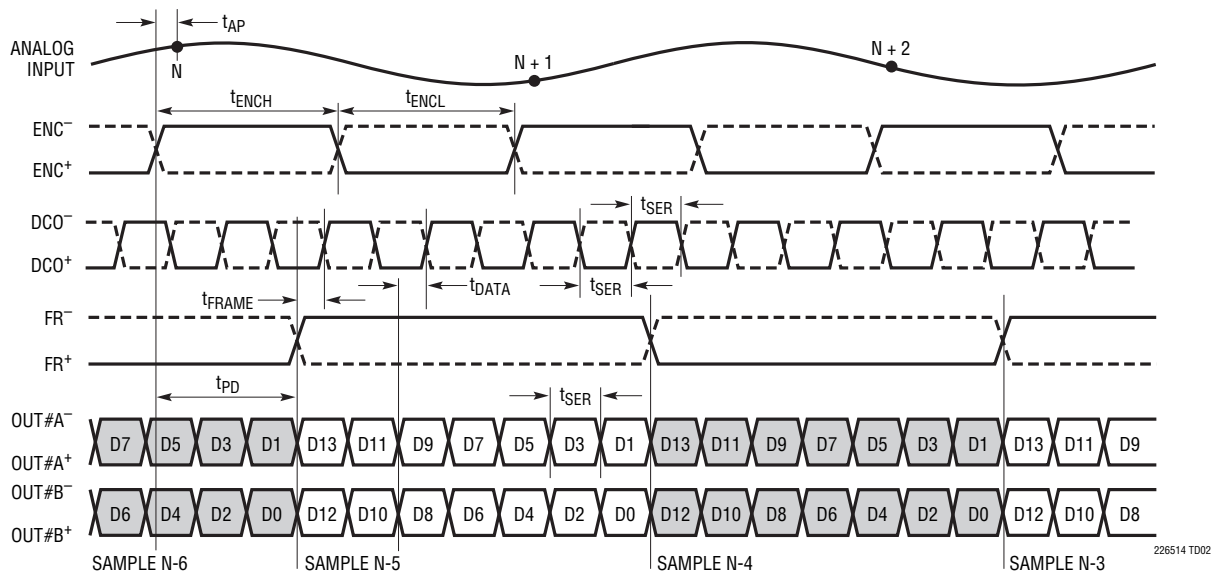 tAP
ANALOG
INPUT
N
N + 1
N + 2
tENCH
tENCL
ENC–
ENC+
DCO–
DCO+
tSER
tFRAME
tDATA
tSER
FR–
FR+
tPD
tSER
OUT#A–
OUT#A+
D7 D5 D3 D1 D13 D11 D9 D7 D5 D3 D1 D13 D11 D9 D7 D5 D3 D1 D13 D11 D9
OUT#B–
OUT#B+
D6 D4 D2 D0 D12 D10 D8 D6 D4 D2 D0 D12 D10 D8 D6 D4 D2 D0 D12 D10 D8
SAMPLE N-6 SAMPLE N-5 SAMPLE N-4 SAMPLE N-3
226514 TD02